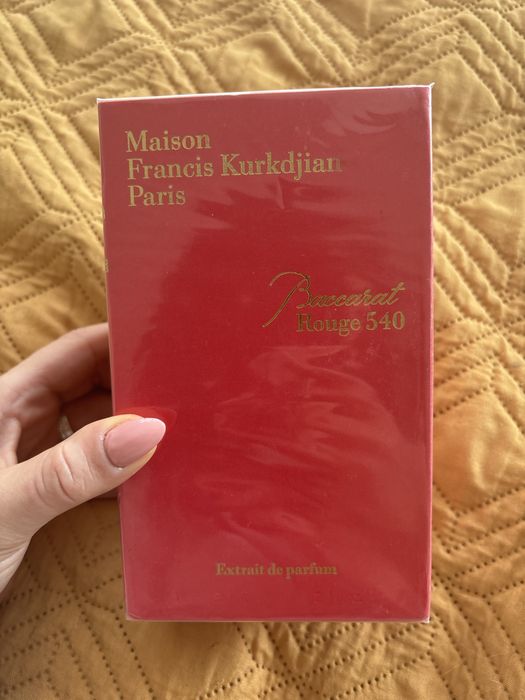 Maison
Francis Kurkdjian
Paris
Baccarat
Rouge 540
Extrait de parfum